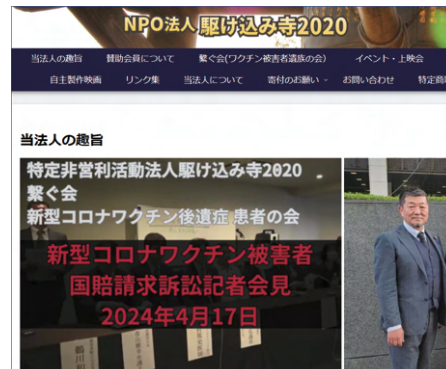 NPO法人 駆け込み寺2020
当法人の趣旨 賛助会員について 繋ぐ会(ワクチン被害者遺族の会) イベント・上映会
自主製作映画 リンク集 当法人について 寄付のお願い お問い合わせ 特定商
当法人の趣旨
特定非営利活動法人駆け込み寺2020
繋ぐ会
新型コロナワクチン後遺症 患者の会
新型コロナワクチン被害者
国賠請求訴訟記者会見
2024年4月17日